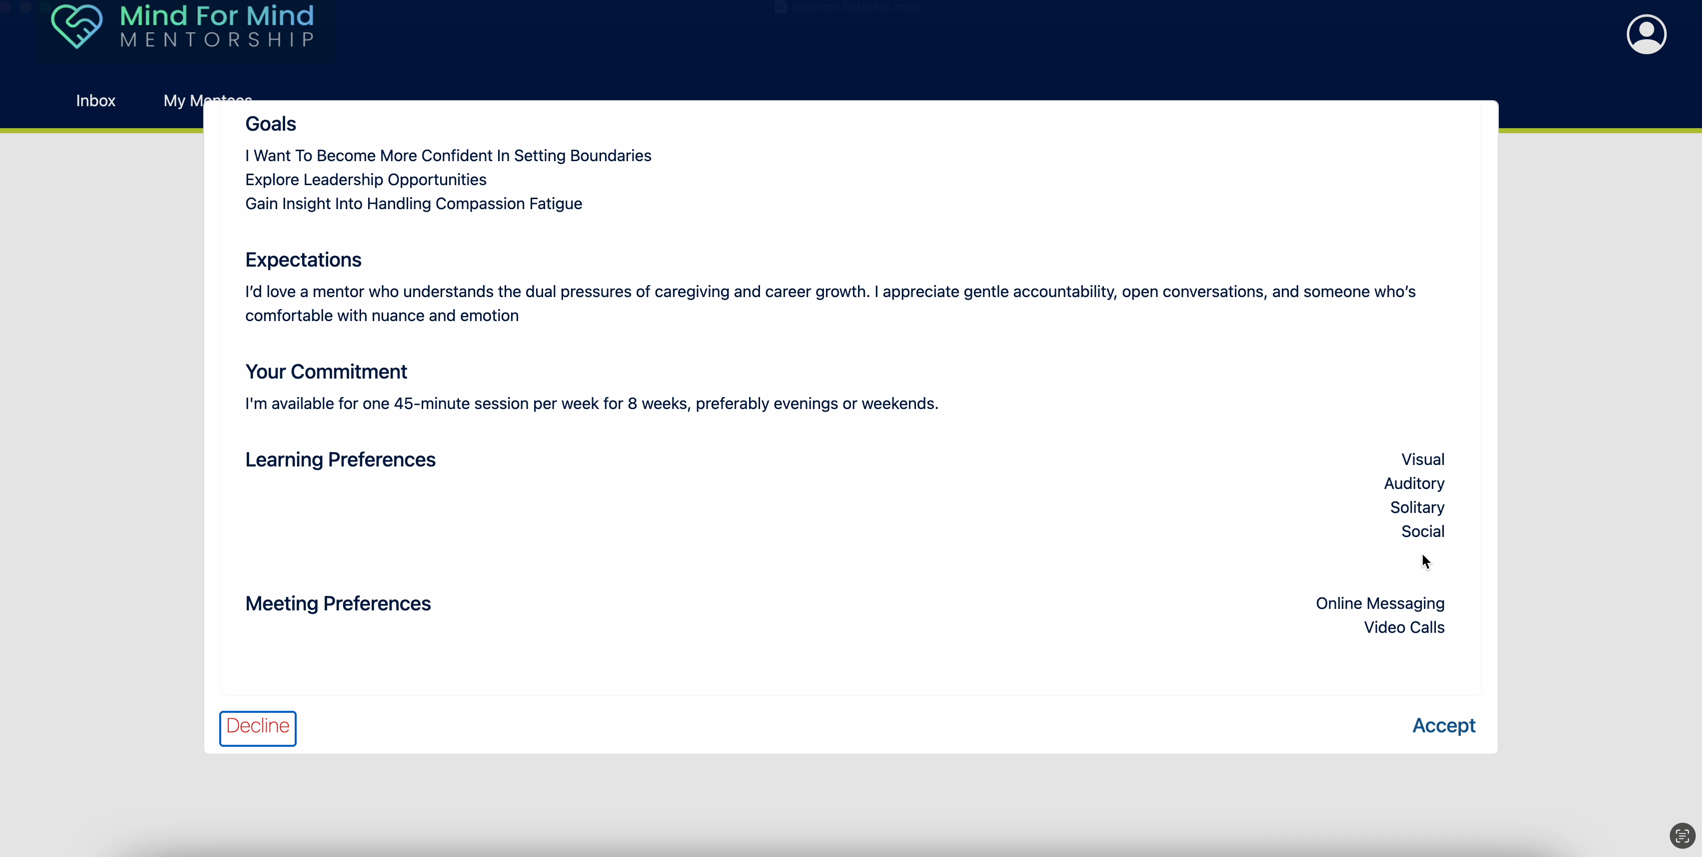 Mind For Mind
MENTORSHIP
Inbox
My Mentees
Goals
I Want To Become More Confident In Setting Boundaries
Explore Leadership Opportunities
Gain Insight Into Handling Compassion Fatigue
Expectations
I’d love a mentor who understands the dual pressures of caregiving and career growth. I appreciate gentle accountability, open conversations, and someone who’s
comfortable with nuance and emotion
Your Commitment
I'm available for one 45-minute session per week for 8 weeks, preferably evenings or weekends.
Learning Preferences
Visual
Auditory
Solitary
Social
Meeting Preferences
Online Messaging
Video Calls
Decline
Accept